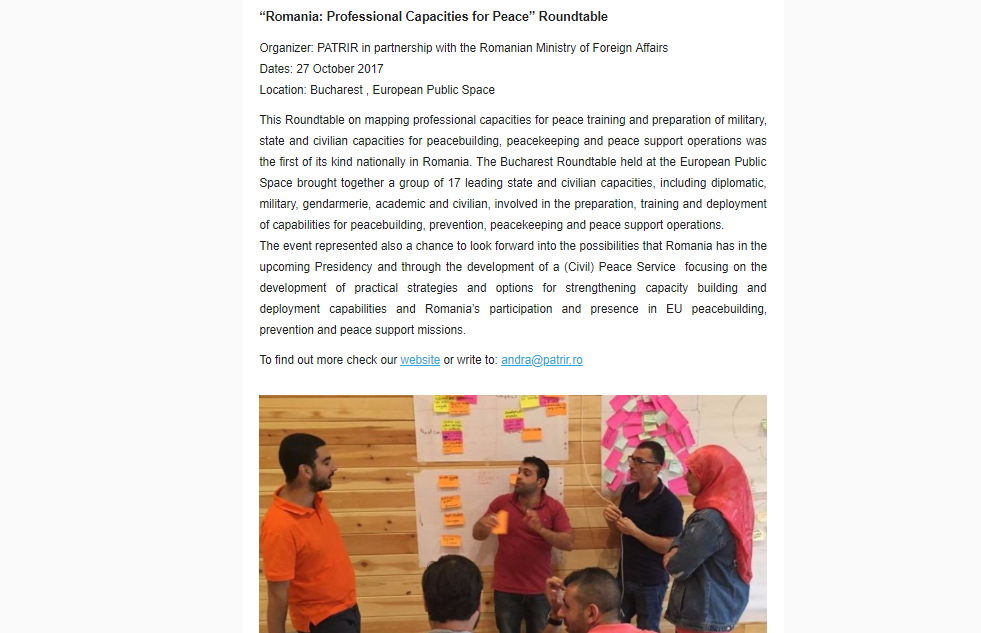 “Romania: Professional Capacities for Peace” Roundtable
Organizer: PATRIR in partnership with the Romanian Ministry of Foreign Affairs
Dates: 27 October 2017
Location: Bucharest , European Public Space
This Roundtable on mapping professional capacities for peace training and preparation of military,
state and civilian capacities for peacebuilding, peacekeeping and peace support operations was
the first of its kind nationally in Romania. The Bucharest Roundtable held at the European Public
Space brought together a group of 17 leading state and civilian capacities, including diplomatic,
military, gendarmerie, academic and civilian, involved in the preparation, training and deployment
of capabilities for peacebuilding, prevention, peacekeeping and peace support operations.
The event represented also a chance to look forward into the possibilities that Romania has in the
upcoming Presidency and through the development of a (Civil) Peace Service focusing on the
development of practical strategies and options for strengthening capacity building and
deployment capabilities and Romania’s participation and presence in EU peacebuilding,
prevention and peace support missions.
To find out more check our website or write to: andra@patrir.ro